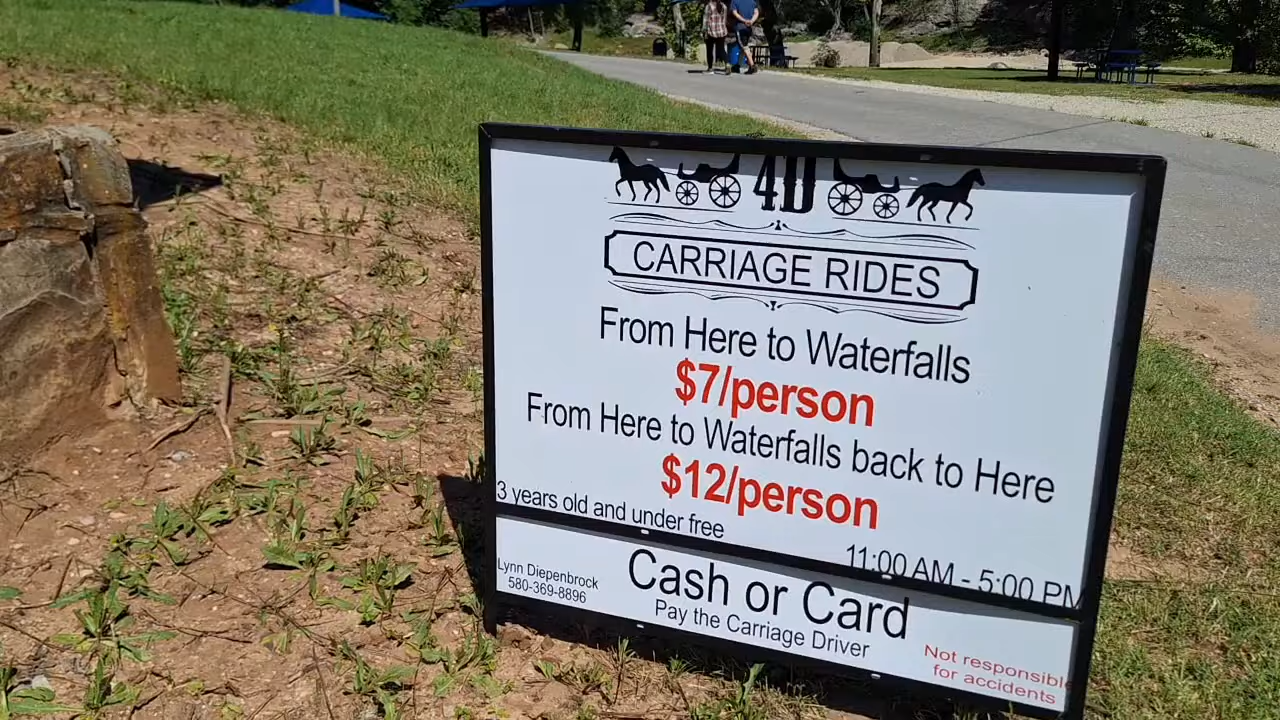 4D
CARRIAGE RIDES
From Here to Waterfalls
$7/person
From Here to Waterfalls back to Here
$12/person
3 years old and under free
11:00 AM - 5:00 PM
Lynn Diepenbrock
580-369-8896
Cash or Card
Pay the Carriage Driver
Not responsible
for accidents